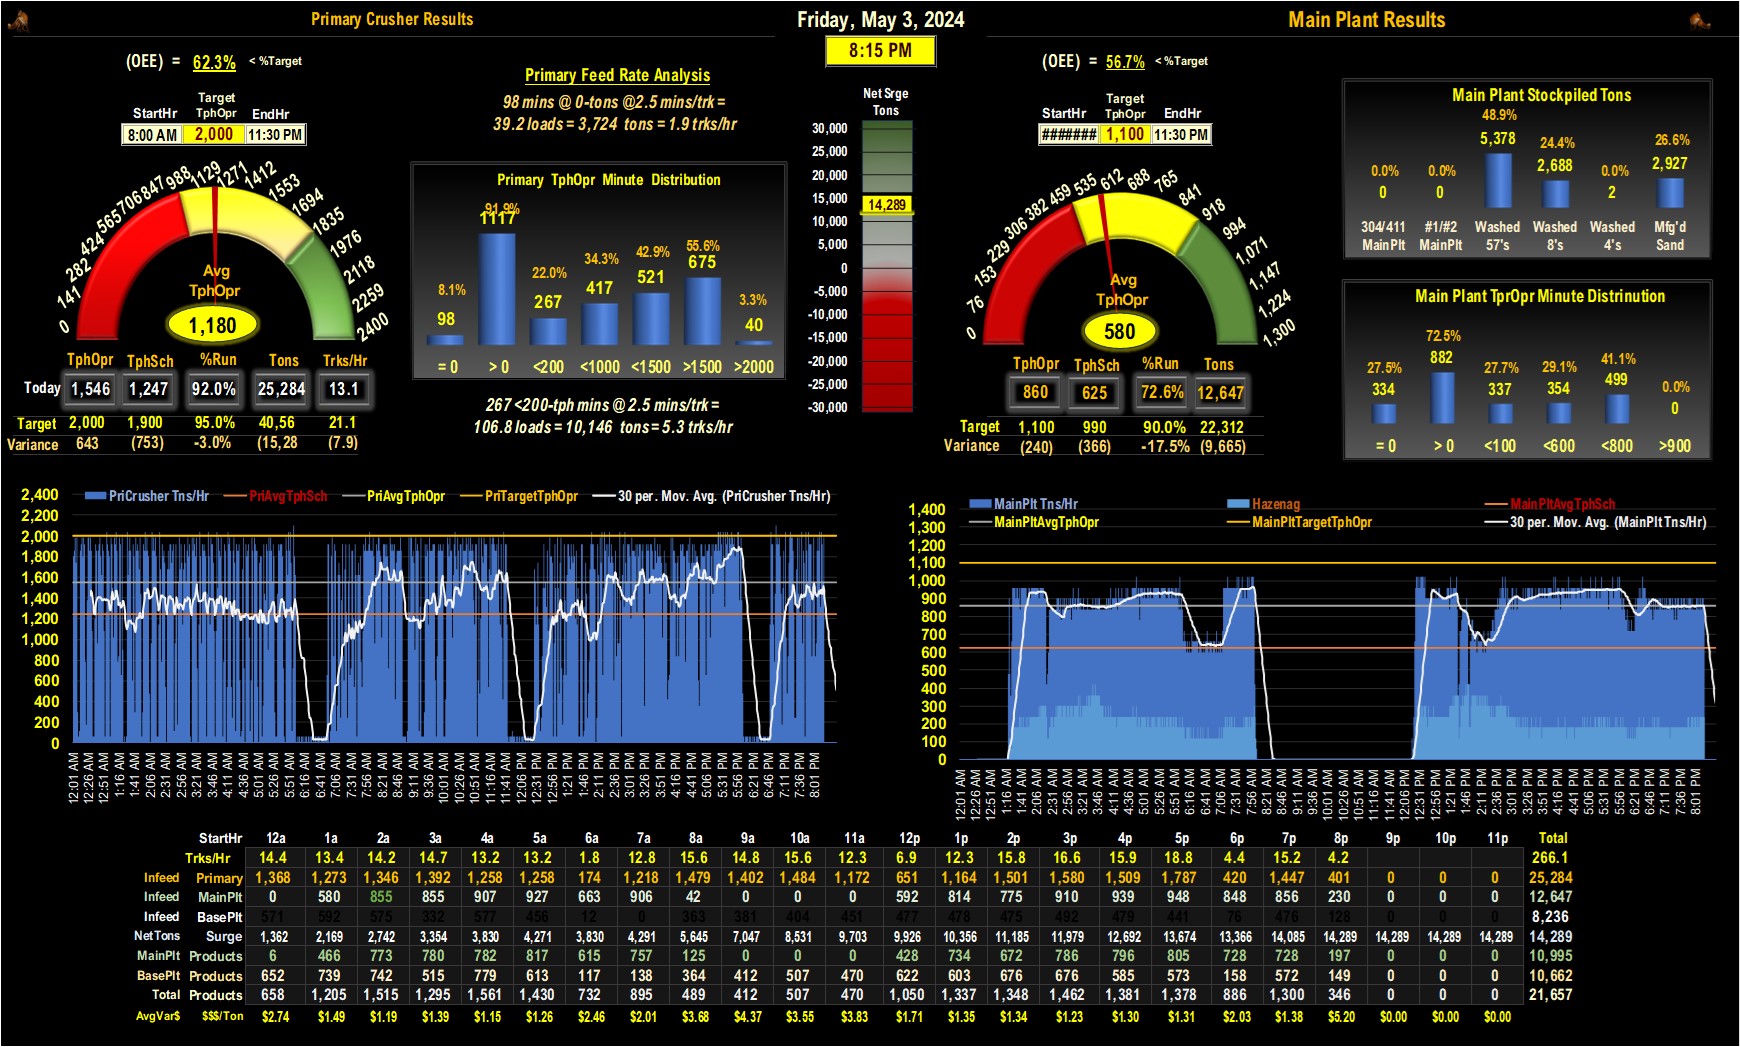 Primary Crusher Results
Friday, May 3, 2024
Main Plant Results
8:15 PM
(OEE) = 62.3% < %Target
Target
StartHr TphOpr EndHr
8:00 AM 2,000 11:30 PM
Primary Feed Rate Analysis
98 mins @ 0-tons @2.5 mins/trk =
39.2 loads = 3,724 tons = 1.9 trks/hr
0 141 282 424 565 706 847 988 1129 1271 1412 1553 1694 1835 1976 2118 2259 2400
Avg
TphOpr
1,180
TphOpr TphSch %Run Tons Trks/Hr
Today 1,546 1,247 92.0% 25,284 13.1
Target 2,000 1,900 95.0% 40,56 21.1
Variance 643 (753) -3.0% (15,28 (7.9)
Primary TphOpr Minute Distribution
8.1% 91.9% 22.0% 34.3% 42.9% 55.6% 3.3%
98 1117 267 417 521 675 40
= 0 > 0 <200 <1000 <1500 >1500 >2000
267 <200-tph mins @ 2.5 mins/trk =
106.8 loads = 10,146 tons = 5.3 trks/hr
Net Srge
Tons
30,000
25,000
20,000
15,000
14,289
10,000
5,000
0
-5,000
-10,000
-15,000
-20,000
-25,000
-30,000
(OEE) = 56.7% < %Target
Target
StartHr TphOpr EndHr
####### 1,100 11:30 PM
0 76 153 229 306 382 459 535 612 688 765 841 918 994 1,071 1,147 1,224 1,300
Avg
TphOpr
580
TphOpr TphSch %Run Tons
860 625 72.6% 12,647
Target 1,100 990 90.0% 22,312
Variance (240) (366) -17.5% (9,665)
Main Plant Stockpiled Tons
0.0% 0.0% 48.9% 24.4% 0.0% 26.6%
0 0 5,378 2,688 2 2,927
304/411 #1/#2 Washed Washed Washed Mfg'd
MainPlt MainPlt 57's 8's 4's Sand
Main Plant TprOpr Minute Distrinution
27.5% 72.5% 27.7% 29.1% 41.1% 0.0%
334 882 337 354 499 0
= 0 > 0 <100 <600 <800 >900
PriCrusher Tns/Hr PriAvgTphSch PriAvgTphOpr PriTargetTphOpr 30 per. Mov. Avg. (PriCrusher Tns/Hr)
2,400
2,200
2,000
1,800
1,600
1,400
1,200
1,000
800
600
400
200
0
12:01 AM 12:26 AM 12:51 AM 1:16 AM 1:41 AM 2:06 AM 2:31 AM 2:56 AM 3:21 AM 3:46 AM 4:11 AM 4:36 AM 5:01 AM 5:26 AM 5:51 AM 6:16 AM 6:41 AM 7:06 AM 7:31 AM 7:56 AM 8:21 AM 8:46 AM 9:11 AM 9:36 AM 10:01 AM 10:26 AM 10:51 AM 11:16 AM 11:41 AM 12:06 PM 12:31 PM 12:56 PM 1:21 PM 1:46 PM 2:11 PM 2:36 PM 3:01 PM 3:26 PM 3:51 PM 4:16 PM 4:41 PM 5:06 PM 5:31 PM 5:56 PM 6:21 PM 6:46 PM 7:11 PM 7:36 PM 8:01 PM
MainPlt Tns/Hr Hazenag MainPltAvgTphSch
MainPltAvgTphOpr MainPltTargetTphOpr 30 per. Mov. Avg. (MainPlt Tns/Hr)
1,400
1,300
1,200
1,100
1,000
900
800
700
600
500
400
300
200
100
0
12:01 AM 12:26 AM 12:51 AM 1:16 AM 1:41 AM 2:06 AM 2:31 AM 2:56 AM 3:21 AM 3:46 AM 4:11 AM 4:36 AM 5:01 AM 5:26 AM 5:51 AM 6:16 AM 6:41 AM 7:06 AM 7:31 AM 7:56 AM 8:21 AM 8:46 AM 9:11 AM 9:36 AM 10:01 AM 10:26 AM 10:51 AM 11:16 AM 11:41 AM 12:06 PM 12:31 PM 12:56 PM 1:21 PM 1:46 PM 2:11 PM 2:36 PM 3:01 PM 3:26 PM 3:51 PM 4:16 PM 4:41 PM 5:06 PM 5:31 PM 5:56 PM 6:21 PM 6:46 PM 7:11 PM 7:36 PM 8:01 PM
StartHr 12a 1a 2a 3a 4a 5a 6a 7a 8a 9a 10a 11a 12p 1p 2p 3p 4p 5p 6p 7p 8p 9p 10p 11p Total
Trks/Hr 14.4 13.4 14.2 14.7 13.2 13.2 1.8 12.8 15.6 14.8 15.6 12.3 6.9 12.3 15.8 16.6 15.9 18.8 4.4 15.2 4.2 266.1
Infeed Primary 1,368 1,273 1,346 1,392 1,258 1,258 174 1,218 1,479 1,402 1,484 1,172 651 1,164 1,501 1,580 1,509 1,787 420 1,447 401 0 0 0 25,284
Infeed MainPlt 0 580 855 855 907 927 663 906 42 0 0 0 592 814 775 910 939 948 848 856 230 0 0 0 12,647
Infeed BasePlt 571 592 575 332 577 456 12 0 363 381 404 451 477 478 475 492 479 441 76 476 128 0 0 0 8,236
NetTons Surge 1,362 2,169 2,742 3,354 3,830 4,271 3,830 4,291 5,645 7,047 8,531 9,703 9,926 10,356 11,185 11,979 12,692 13,674 13,366 14,085 14,289 14,289 14,289 14,289 14,289
MainPlt Products 6 466 773 780 782 817 615 757 125 0 0 0 428 734 672 786 796 805 728 728 197 0 0 0 10,995
BasePlt Products 652 739 742 515 779 613 117 138 364 412 507 470 622 603 676 676 585 573 158 572 149 0 0 0 10,662
Total Products 658 1,205 1,515 1,295 1,561 1,430 732 895 489 412 507 470 1,050 1,337 1,348 1,462 1,381 1,378 886 1,300 346 0 0 0 21,657
AvgVar$ $$$/Ton $2.74 $1.49 $1.19 $1.39 $1.15 $1.26 $2.46 $2.01 $3.68 $4.37 $3.55 $3.83 $1.71 $1.35 $1.34 $1.23 $1.30 $1.31 $2.03 $1.38 $5.20 $0.00 $0.00 $0.00